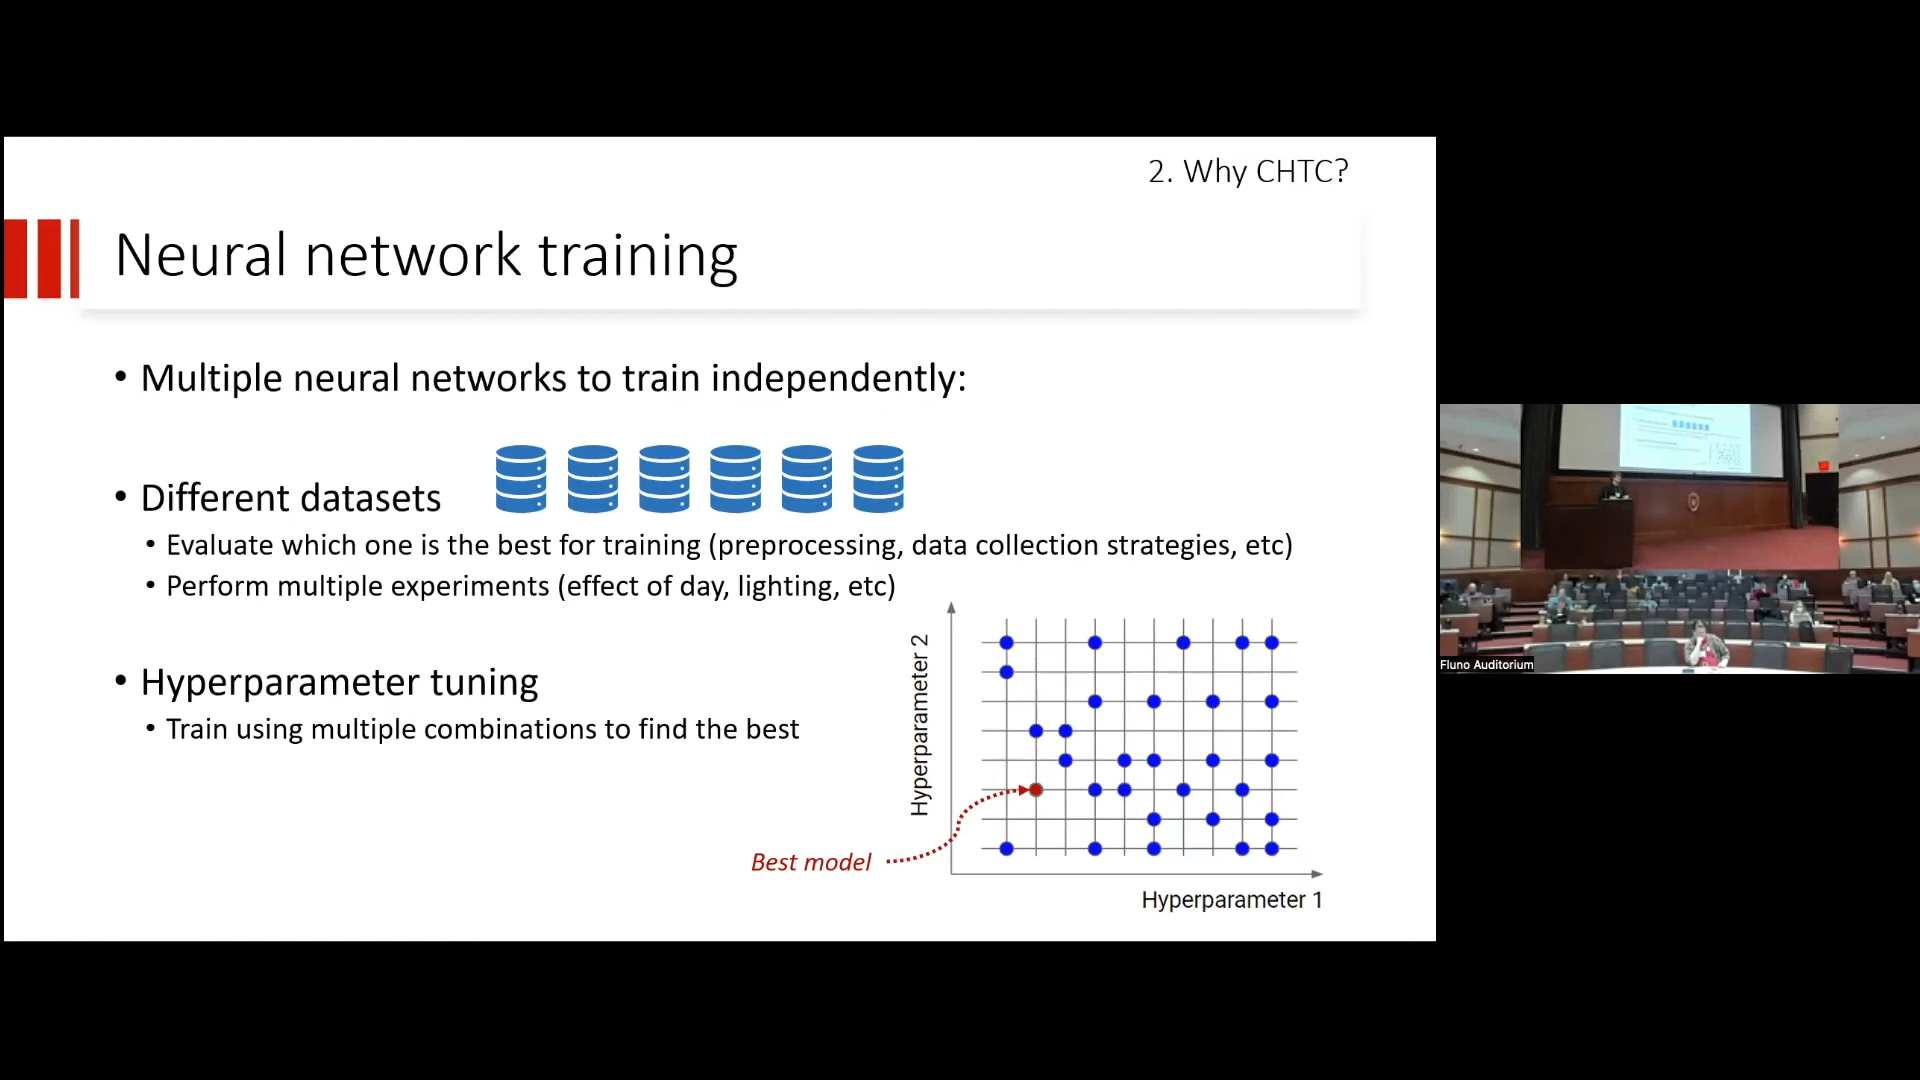 2. Why CHTC?
Neural network training
• Multiple neural networks to train independently:
• Different datasets
• Evaluate which one is the best for training (preprocessing, data collection strategies, etc)
• Perform multiple experiments (effect of day, lighting, etc)
• Hyperparameter tuning
• Train using multiple combinations to find the best
Hyperparameter 2
Best model
Hyperparameter 1
Fluno Auditorium